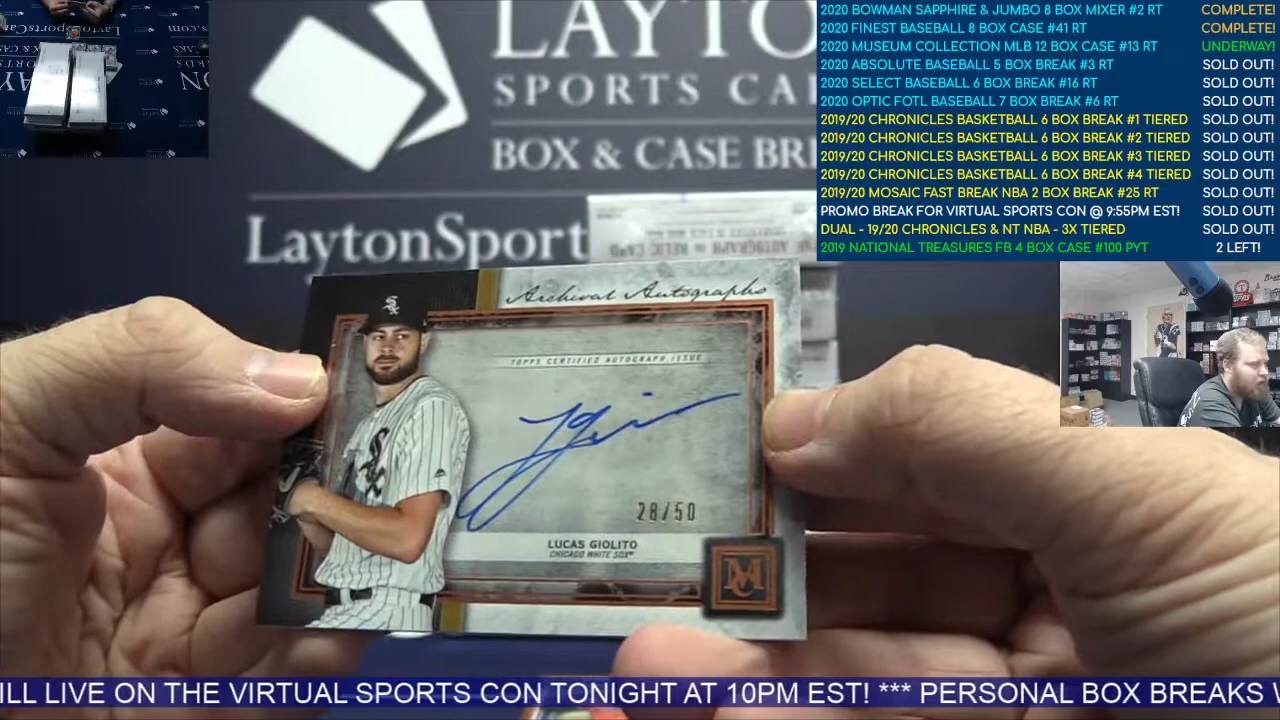 LAYTO
SPORTS CA
BOX & CASE BRE
LaytonSport
2020 BOWMAN SAPPHIRE & JUMBO 8 BOX MIXER #2 RT COMPLETE!
2020 FINEST BASEBALL 8 BOX CASE #41 RT COMPLETE!
2020 MUSEUM COLLECTION MLB 12 BOX CASE #13 RT UNDERWAY!
2020 ABSOLUTE BASEBALL 5 BOX BREAK #3 RT SOLD OUT!
2020 SELECT BASEBALL 6 BOX BREAK #16 RT SOLD OUT!
2020 OPTIC FOTL BASEBALL 7 BOX BREAK #6 RT SOLD OUT!
2019/20 CHRONICLES BASKETBALL 6 BOX BREAK #1 TIERED SOLD OUT!
2019/20 CHRONICLES BASKETBALL 6 BOX BREAK #2 TIERED SOLD OUT!
2019/20 CHRONICLES BASKETBALL 6 BOX BREAK #3 TIERED SOLD OUT!
2019/20 CHRONICLES BASKETBALL 6 BOX BREAK #4 TIERED SOLD OUT!
2019/20 MOSAIC FAST BREAK NBA 2 BOX BREAK #25 RT SOLD OUT!
PROMO BREAK FOR VIRTUAL SPORTS CON @ 9:55PM EST! SOLD OUT!
DUAL - 19/20 CHRONICLES & NT NBA - 3X TIERED SOLD OUT!
2019 NATIONAL TREASURES FB 4 BOX CASE #100 PYT 2 LEFT!
Archival Autographs
TOPPS CERTIFIED AUTOGRAPH ISSUE
28/50
LUCAS GIOLITO
CHICAGO WHITE SOX
MC
ILL LIVE ON THE VIRTUAL SPORTS CON TONIGHT AT 10PM EST! *** PERSONAL BOX BREAKS